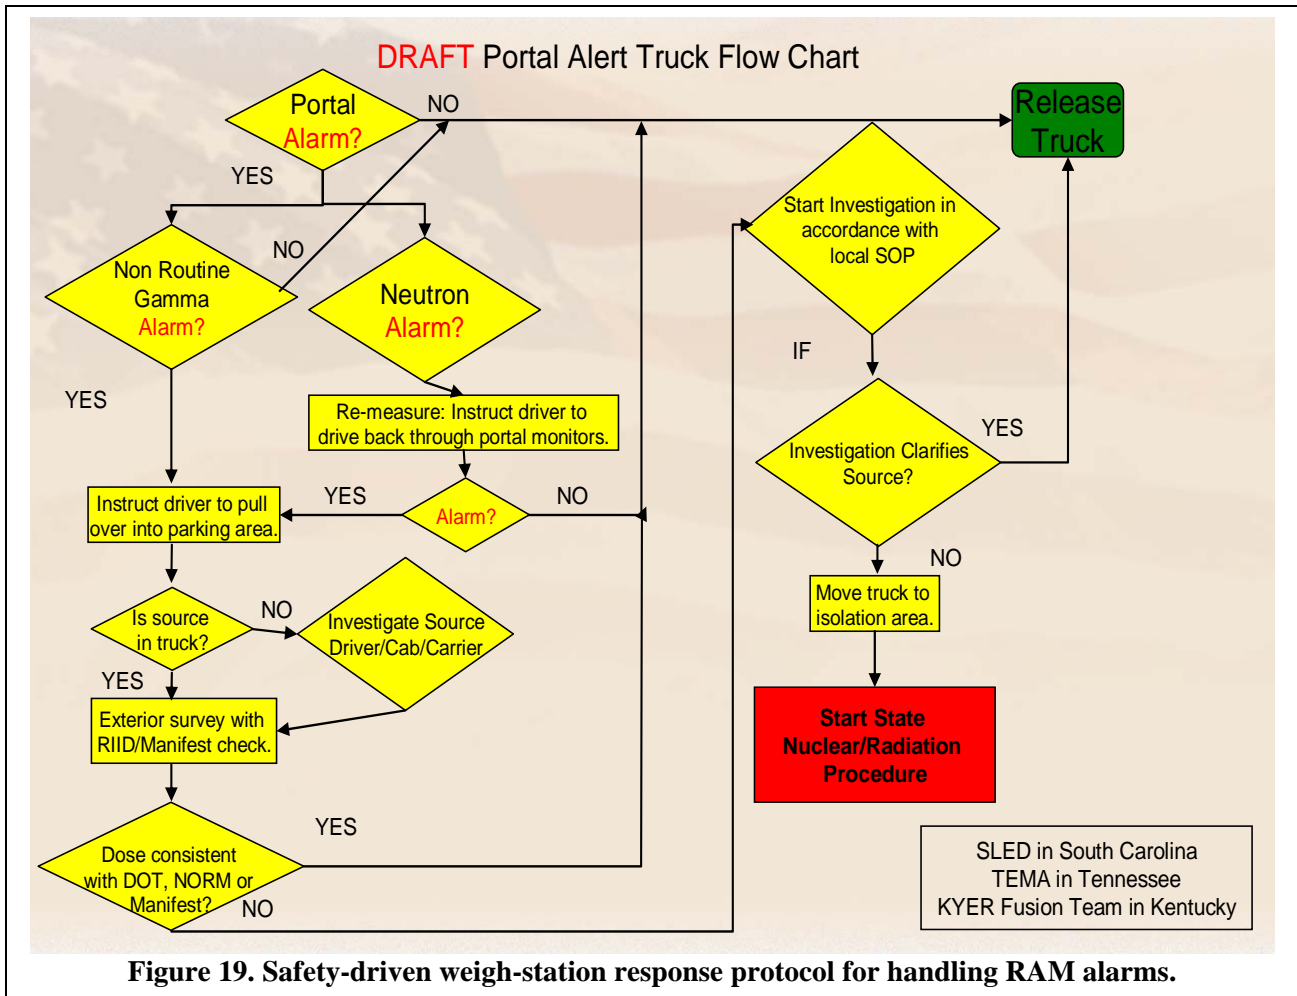 DRAFT Portal Alert Truck Flow Chart
Portal
Alarm?
NO
Release
Truck
YES
Non Routine
Gamma
Alarm?
NO
Neutron
Alarm?
Start Investigation in
accordance with
local SOP
IF
YES
Re-measure: Instruct driver to
drive back through portal monitors.
Investigation Clarifies
Source?
YES
Instruct driver to pull
over into parking area.
YES
Alarm?
NO
NO
Move truck to
isolation area.
Is source
in truck?
NO
Investigate Source
Driver/Cab/Carrier
YES
Exterior survey with
RIID/Manifest check.
Start State
Nuclear/Radiation
Procedure
YES
Dose consistent
with DOT, NORM or
Manifest?
NO
SLED in South Carolina
TEMA in Tennessee
KYER Fusion Team in Kentucky
Figure 19. Safety-driven weigh-station response protocol for handling RAM alarms.